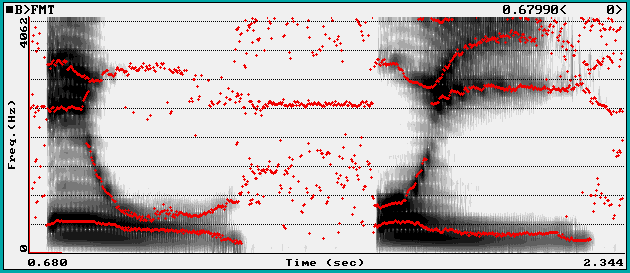 ■B>FMT 0.67990< 0>
4062
Freq.(Hz)
0
0.680 Time (sec) 2.344